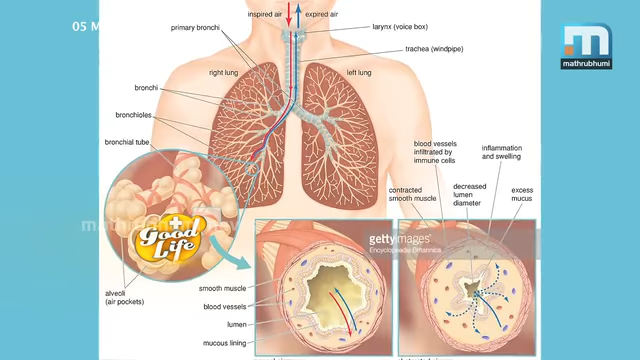 05 M
inspired air
expired air
primary bronchi
larynx (voice box)
trachea (windpipe)
right lung
left lung
bronchi
bronchioles
bronchial tube
mathrubhumi
blood vessels
infiltrated by
immune cells
inflammation
and swelling
contracted
smooth muscle
decreased
lumen
diameter
excess
mucus
mathrubhumi
Good
Life
gettyimages®
Encyclopaedia Britannica
alveoli
(air pockets)
smooth muscle
blood vessels
lumen
mucous lining